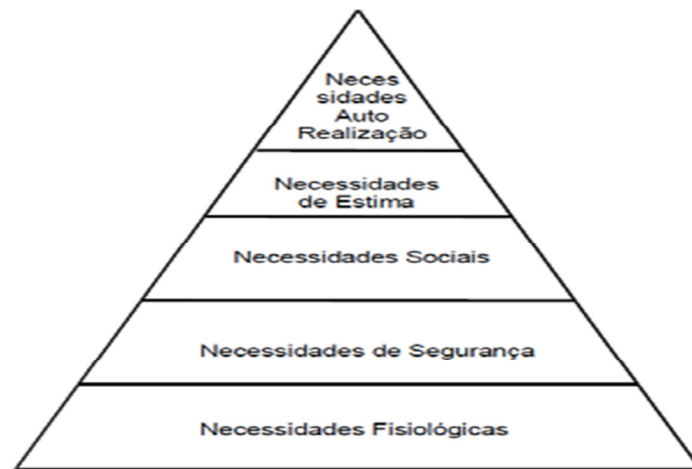 Neces
sidades
Auto
Realização
Necessidades
de Estima
Necessidades Sociais
Necessidades de Segurança
Necessidades Fisiológicas